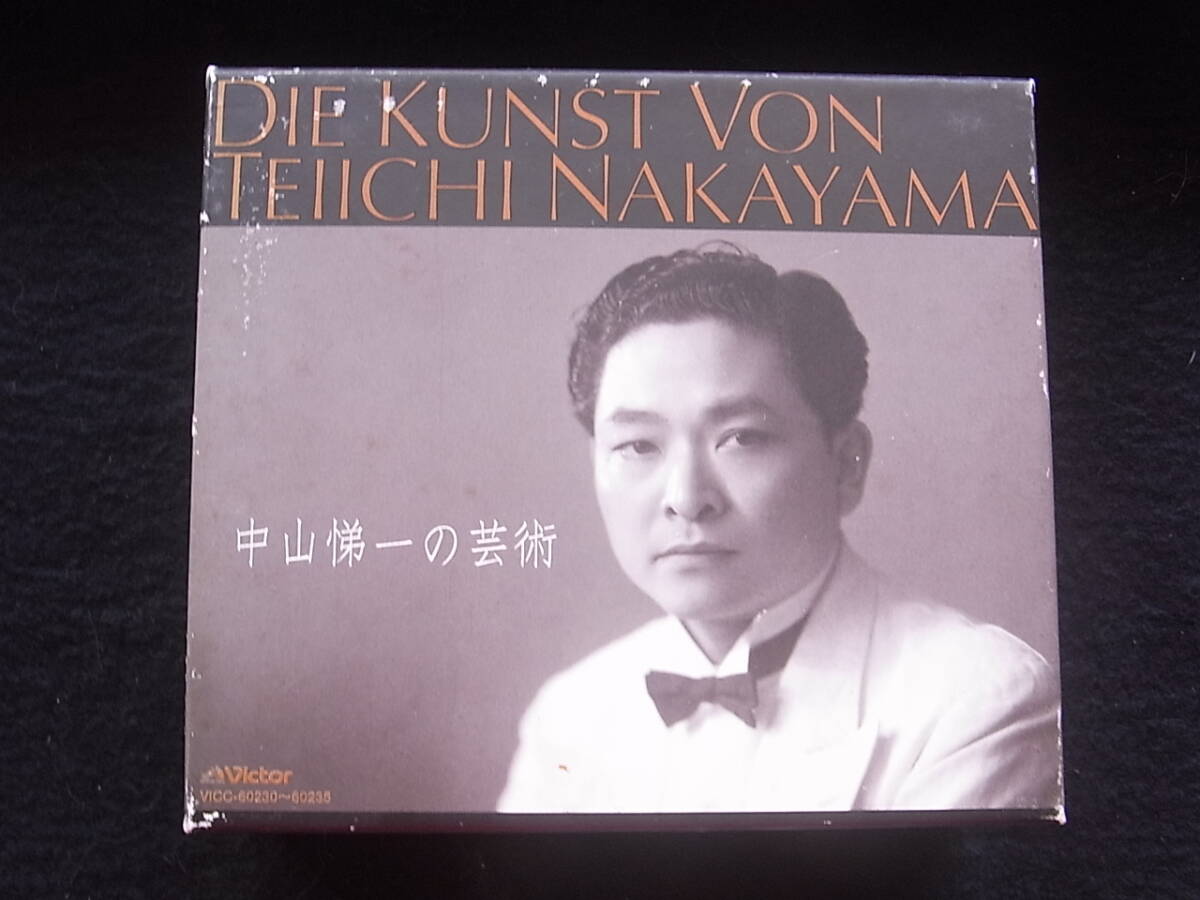 DIE KUNST VON
TEIICHI NAKAYAMA
中山悌一の芸術
Victor
VICC-60230〜60235